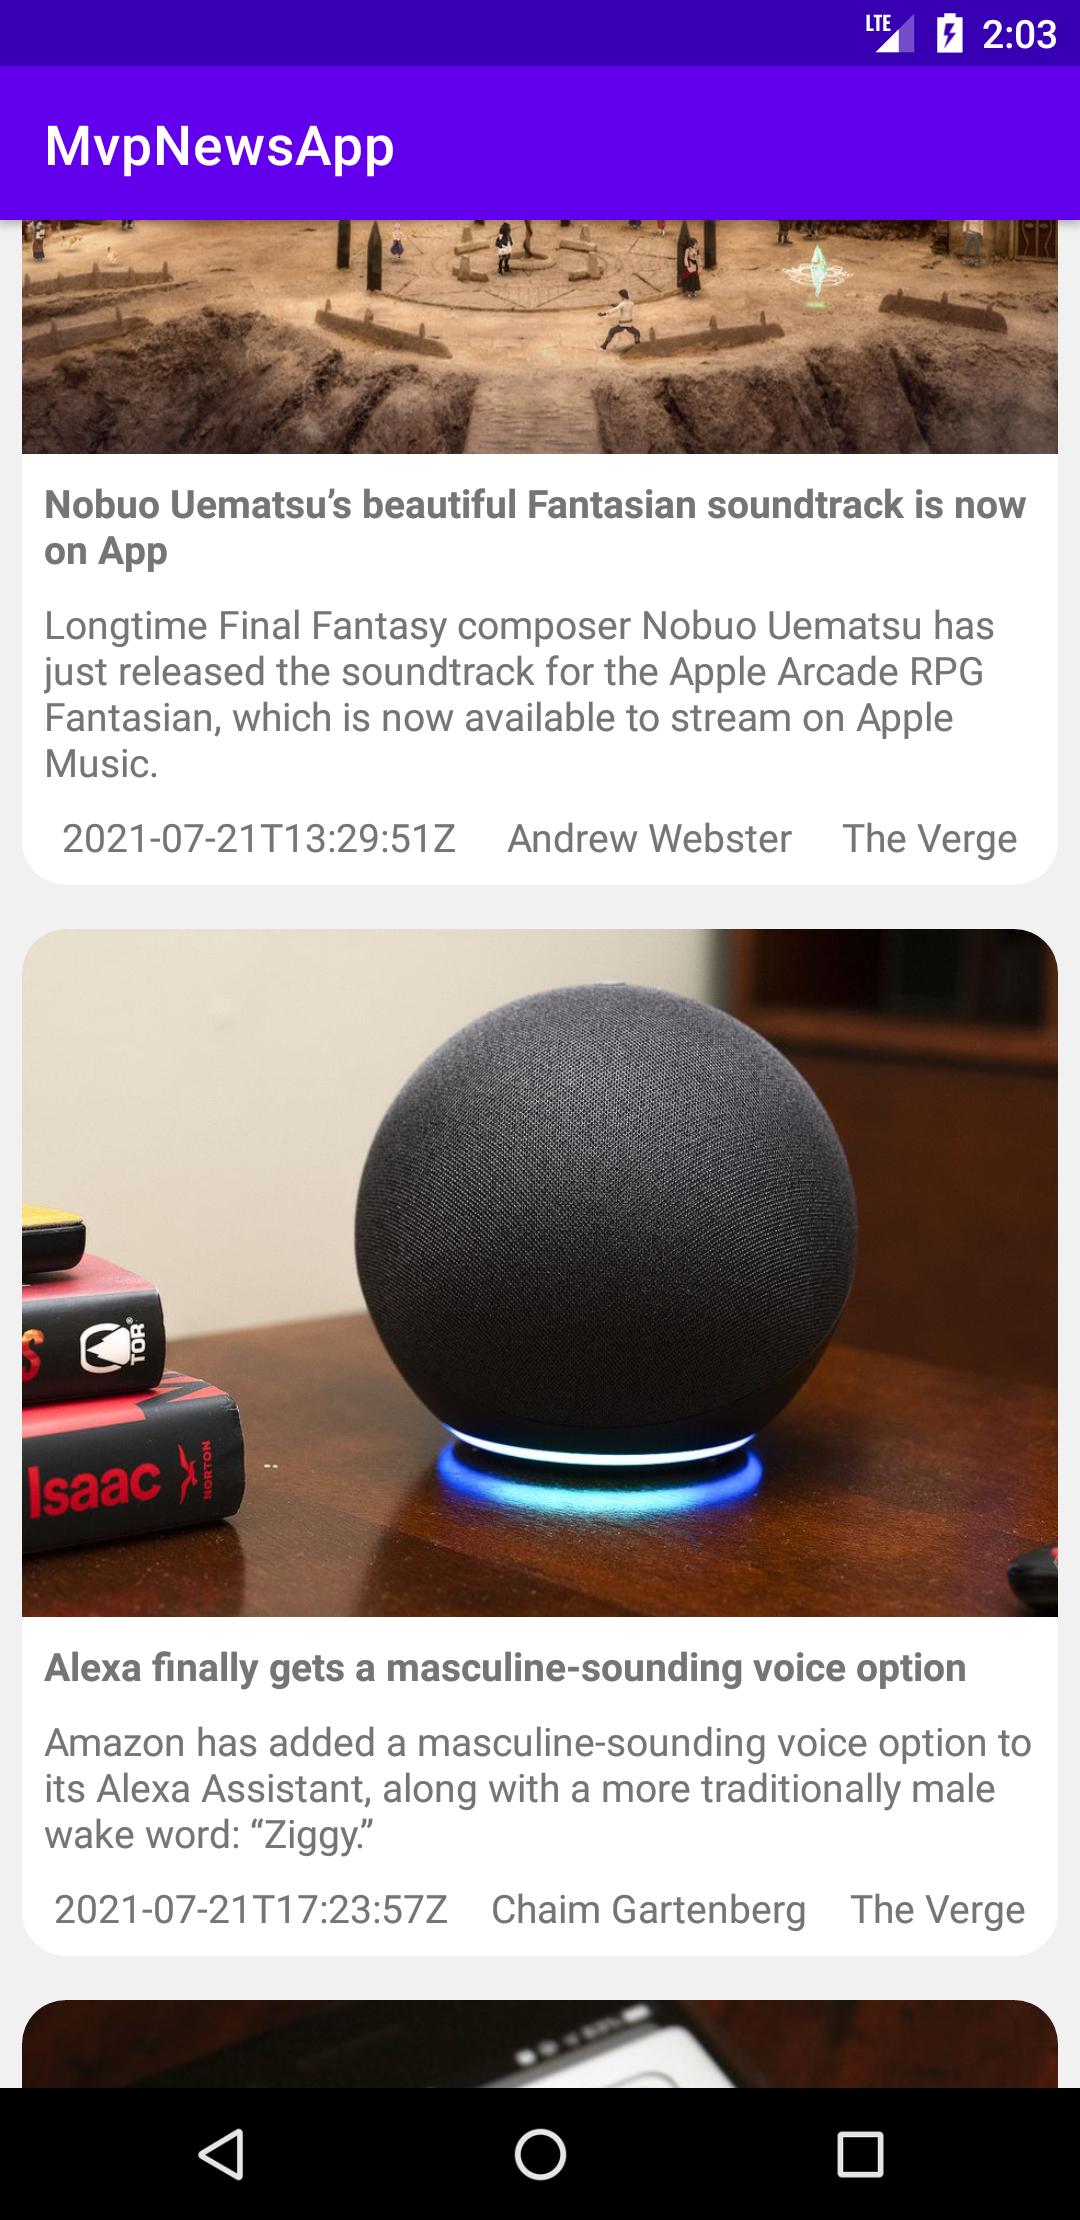 LTE 2:03
MvpNewsApp
Nobuo Uematsu’s beautiful Fantasian soundtrack is now
on App
Longtime Final Fantasy composer Nobuo Uematsu has
just released the soundtrack for the Apple Arcade RPG
Fantasian, which is now available to stream on Apple
Music.
2021-07-21T13:29:51Z Andrew Webster The Verge
S
TOR®
Isaac NORTON
Alexa finally gets a masculine-sounding voice option
Amazon has added a masculine-sounding voice option to
its Alexa Assistant, along with a more traditionally male
wake word: “Ziggy.”
2021-07-21T17:23:57Z Chaim Gartenberg The Verge